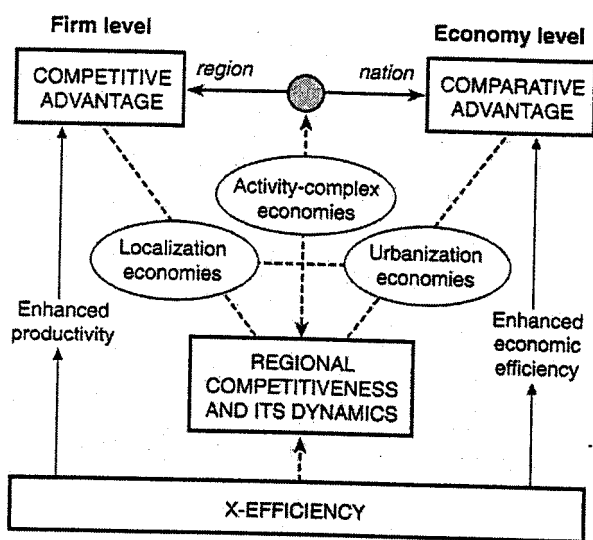 Firm level
Economy level
COMPETITIVE
ADVANTAGE
region
nation
COMPARATIVE
ADVANTAGE
Activity-complex
economies
Localization
economies
Urbanization
economies
Enhanced
productivity
Enhanced
economic
efficiency
REGIONAL
COMPETITIVENESS
AND ITS DYNAMICS
X-EFFICIENCY